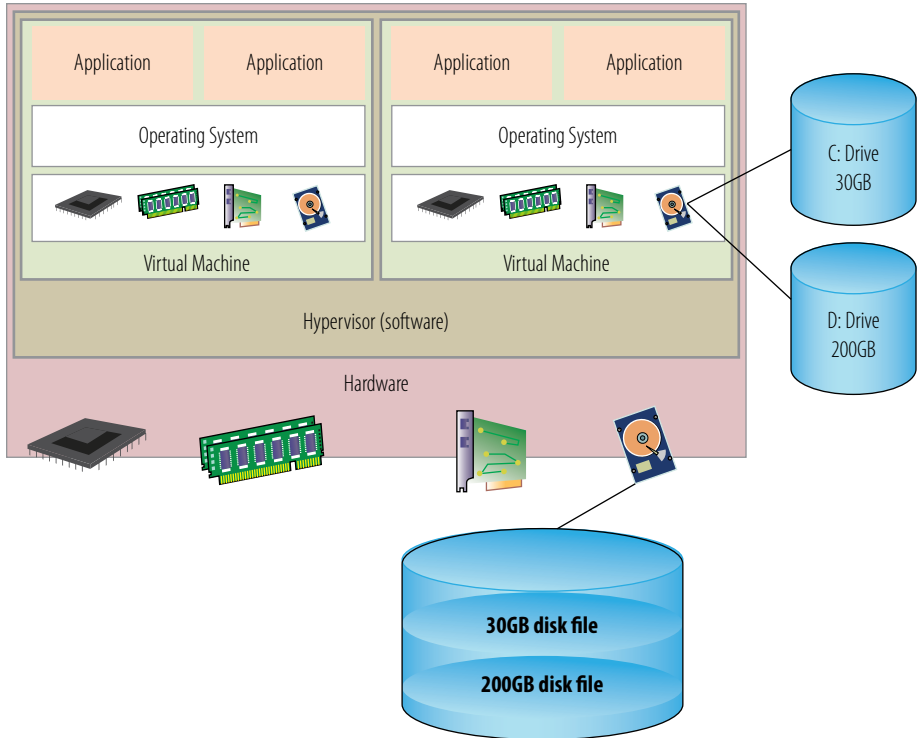 Application
Application
Application
Application
Operating System
Operating System
Virtual Machine
Virtual Machine
C: Drive
30GB
D: Drive
200GB
Hypervisor (software)
Hardware
30GB disk file
200GB disk file